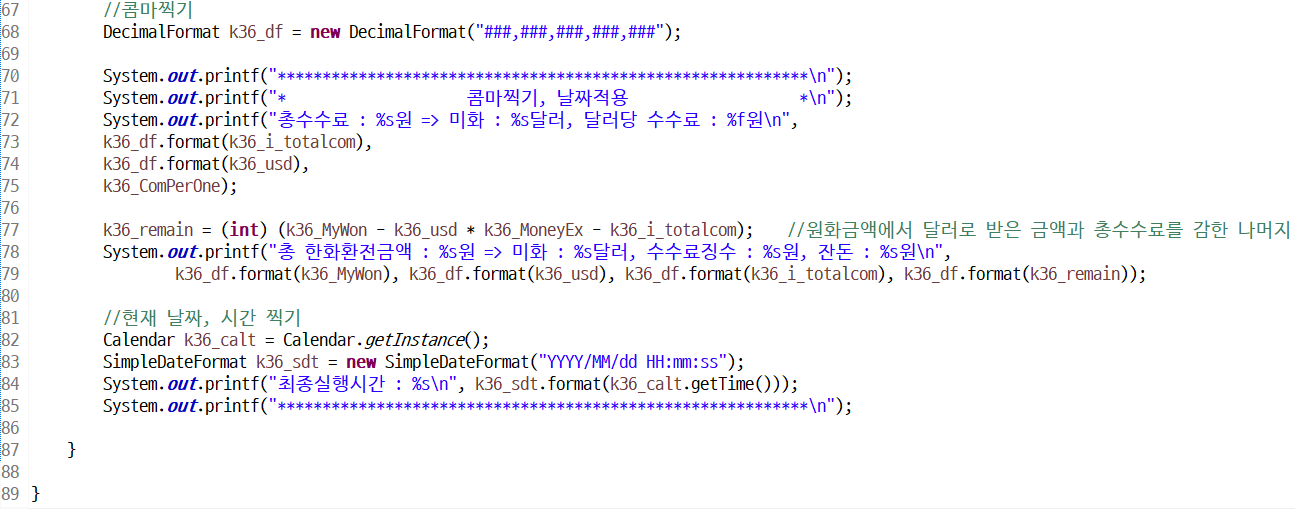 67 //콤마찍기
68 DecimalFormat k36_df = new DecimalFormat("###,###,###,###,###");
69
70 System.out.printf("***********************************************************\n");
71 System.out.printf("* 콤마찍기, 날짜적용 *\n");
72 System.out.printf("총수수료 : %s원 => 미화 : %s달러, 달러당 수수료 : %f원\n",
73 k36_df.format(k36_i_totalcom),
74 k36_df.format(k36_usd),
75 k36_ComPerOne);
76
77 k36_remain = (int) (k36_MyWon - k36_usd * k36_MoneyEx - k36_i_totalcom); //원화금액에서 달러로 받은 금액과 총수수료를 감한 나머지
78 System.out.printf("총 한화환전금액 : %s원 => 미화 : %s달러, 수수료징수 : %s원, 잔돈 : %s원\n",
79 k36_df.format(k36_MyWon), k36_df.format(k36_usd), k36_df.format(k36_i_totalcom), k36_df.format(k36_remain));
80
81 //현재 날짜, 시간 찍기
82 Calendar k36_calt = Calendar.getInstance();
83 SimpleDateFormat k36_sdt = new SimpleDateFormat("YYYY/MM/dd HH:mm:ss");
84 System.out.printf("최종실행시간 : %s\n", k36_sdt.format(k36_calt.getTime()));
85 System.out.printf("***********************************************************\n");
86
87 }
88
89 }